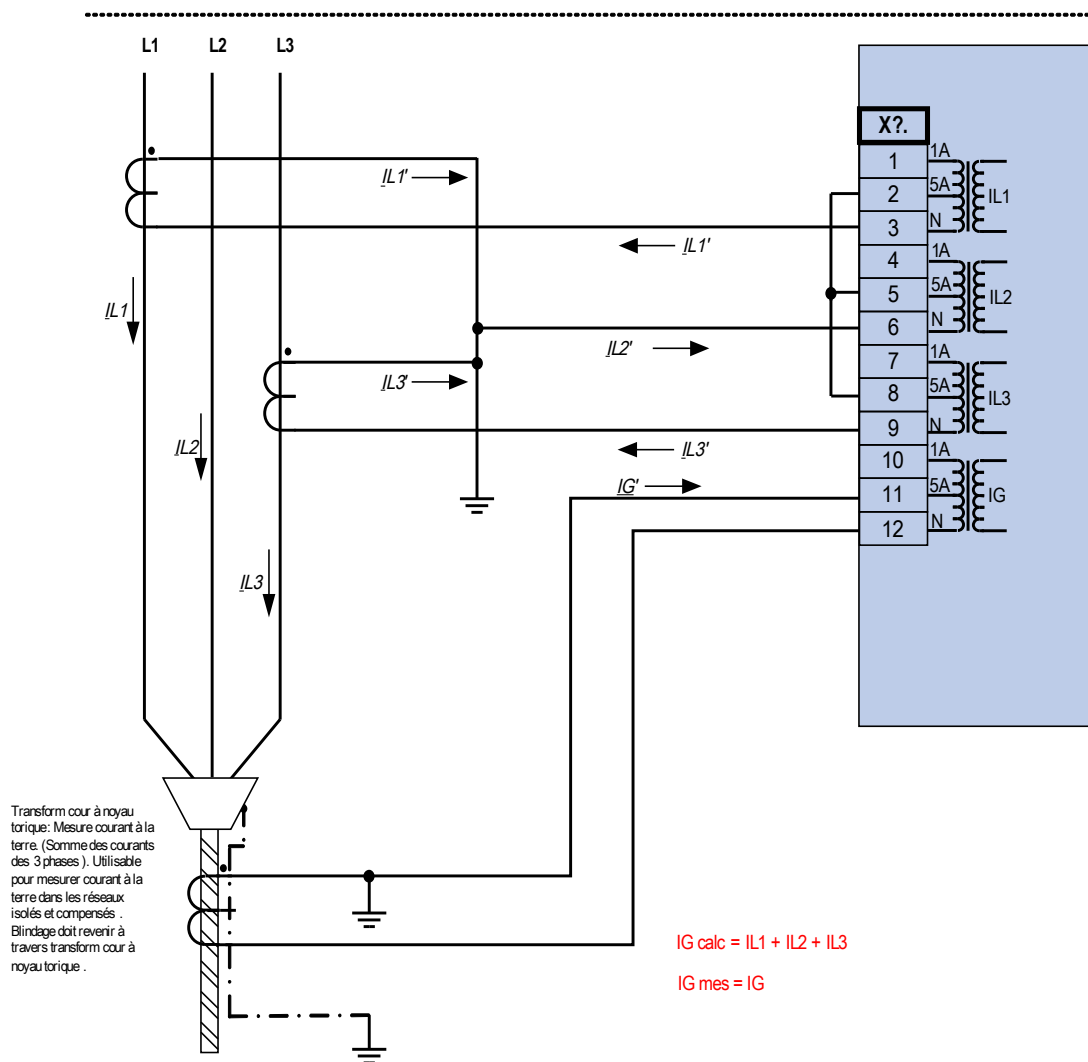 L1 L2 L3
X?.
1 1A
2 5A IL1
3 N
4 1A
5 5A IL2
6 N
7 1A
8 5A IL3
9 N
10 1A
11 5A IG
12 N
IL1'
IL1'
IL1
IL2'
IL3'
IL2
IL3'
IG'
IL3
Transform cour à noyau
torique: Mesure courant à la
terre. (Somme des courants
des 3 phases ). Utilisable
pour mesurer courant à la
terre dans les réseaux
isolés et compensés .
Blindage doit revenir à
travers transform cour à
noyau torique .
IG calc = IL1 + IL2 + IL3
IG mes = IG